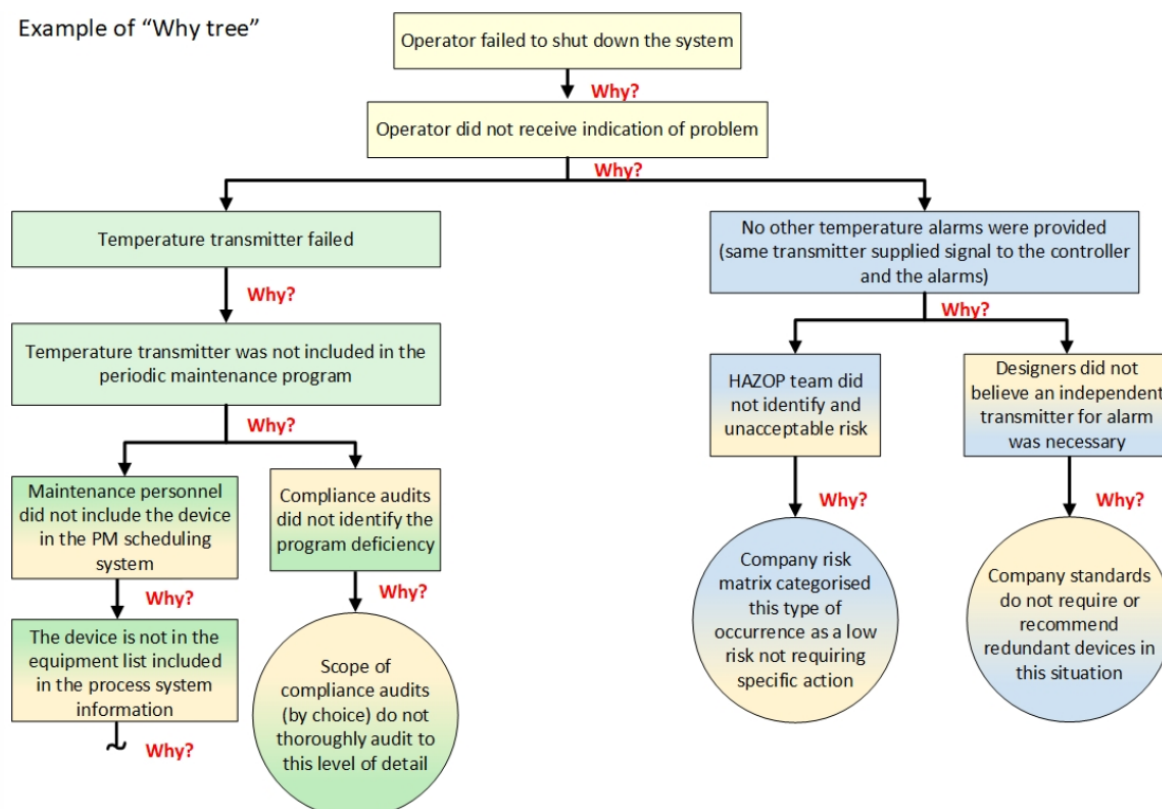 Example of “Why tree”
Operator failed to shut down the system
Why?
Operator did not receive indication of problem
Why?
Temperature transmitter failed
Why?
Temperature transmitter was not included in the
periodic maintenance program
Why?
Maintenance personnel
did not include the device
in the PM scheduling
system
Why?
The device is not in the
equipment list included
in the process system
information
Why?
Compliance audits
did not identify the
program deficiency
Why?
Scope of
compliance audits
(by choice) do not
thoroughly audit to
this level of detail
No other temperature alarms were provided
(same transmitter supplied signal to the controller
and the alarms)
Why?
HAZOP team did
not identify and
unacceptable risk
Why?
Company risk
matrix categorised
this type of
occurrence as a low
risk not requiring
specific action
Designers did not
believe an independent
transmitter for alarm
was necessary
Why?
Company standards
do not require or
recommend
redundant devices in
this situation